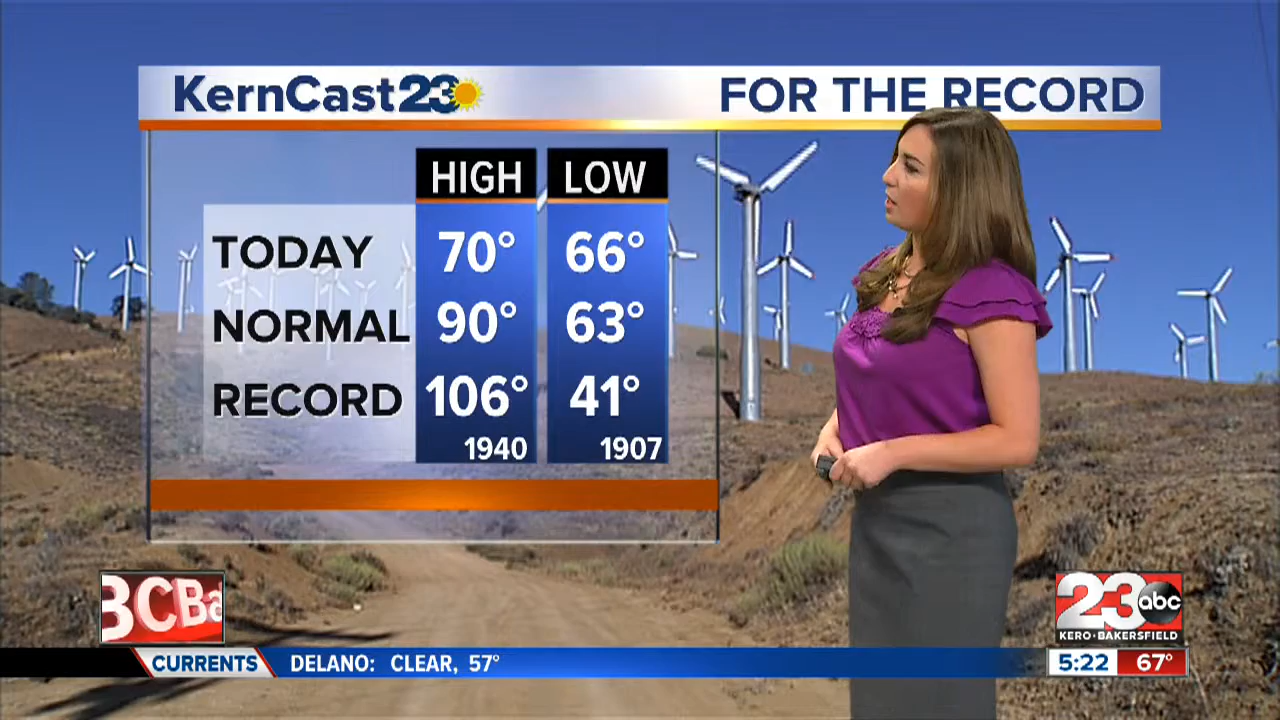 KernCast23
FOR THE RECORD
HIGH LOW
TODAY 70° 66°
NORMAL 90° 63°
RECORD 106° 41°
1940 1907
3CBa
23 abc
KERO·BAKERSFIELD
CURRENTS DELANO: CLEAR, 57°
5:22 67°